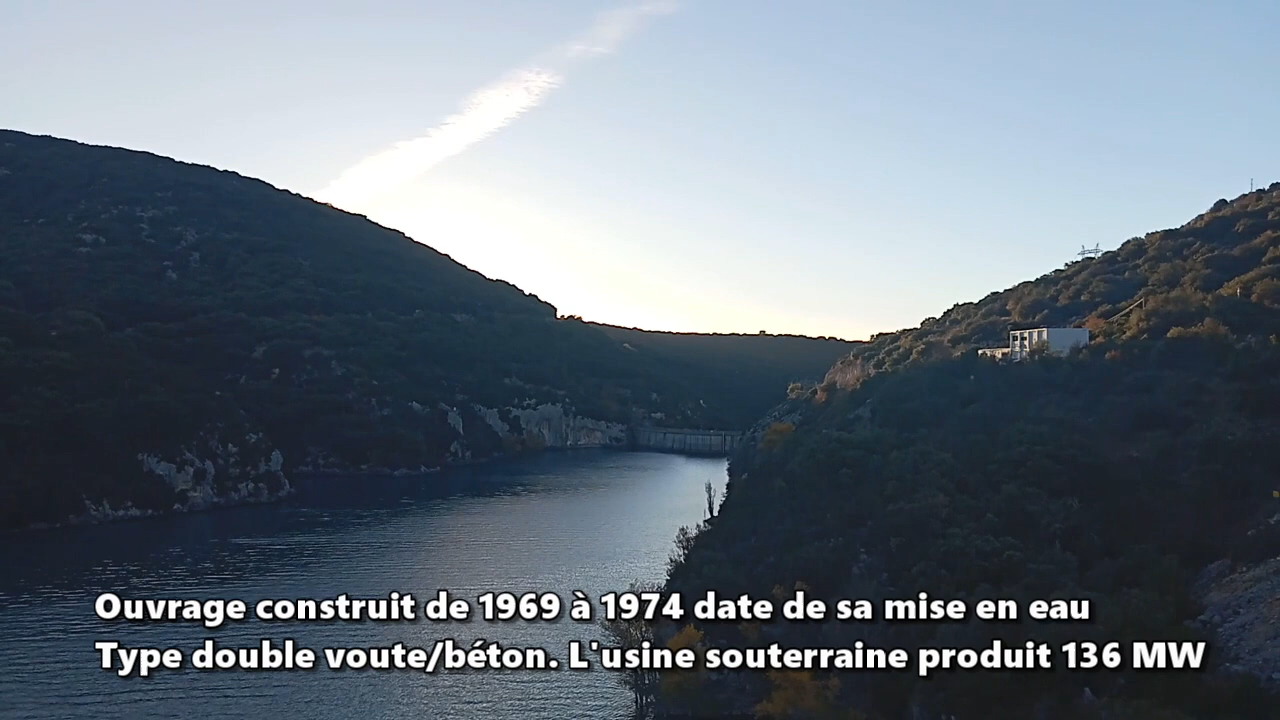 Ouvrage construit de 1969 à 1974 date de sa mise en eau
Type double voute/béton. L'usine souterraine produit 136 MW